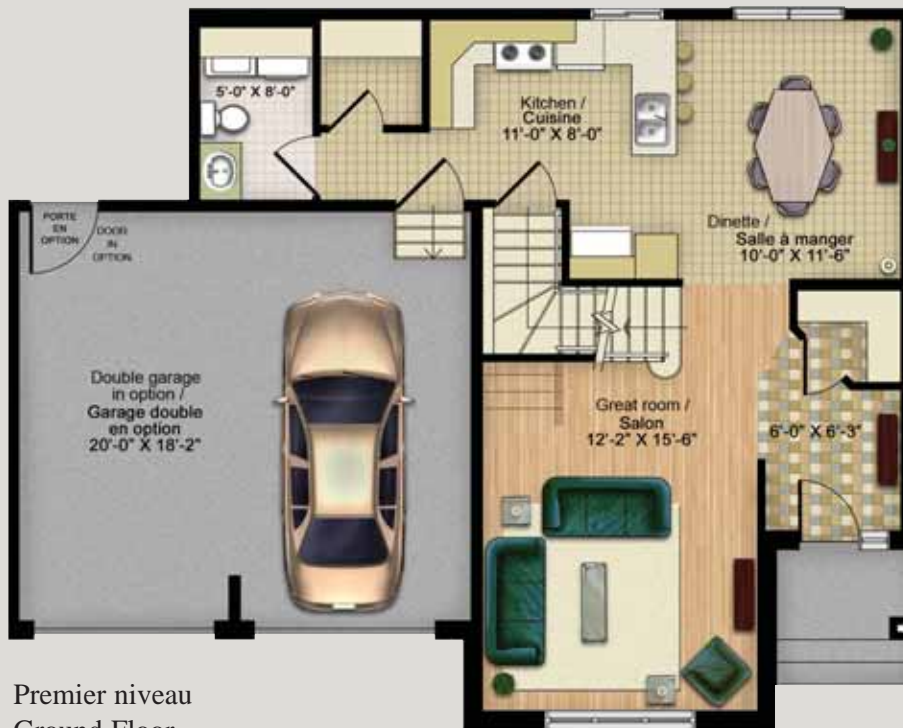 5'-0" X 8'-0"
Kitchen /
Cuisine
11'-0" X 8'-0"
PORTE
EN
OPTION
DOOR
IN
OPTION
Dinette /
Salle à manger
10'-0" X 11'-6"
Double garage
in option /
Garage double
en option
20'-0" X 18'-2"
Great room /
Salon
12'-2" X 15'-6"
6'-0" X 6'-3"
Premier niveau
Ground Floor